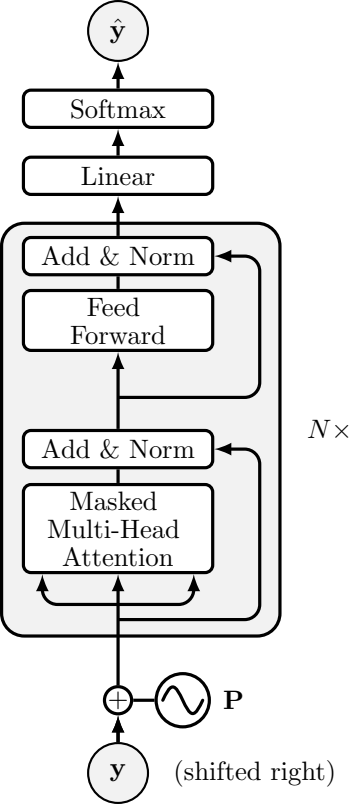 ŷ
Softmax
Linear
Add & Norm
Feed
Forward
N×
Add & Norm
Masked
Multi-Head
Attention
+
P
y (shifted right)